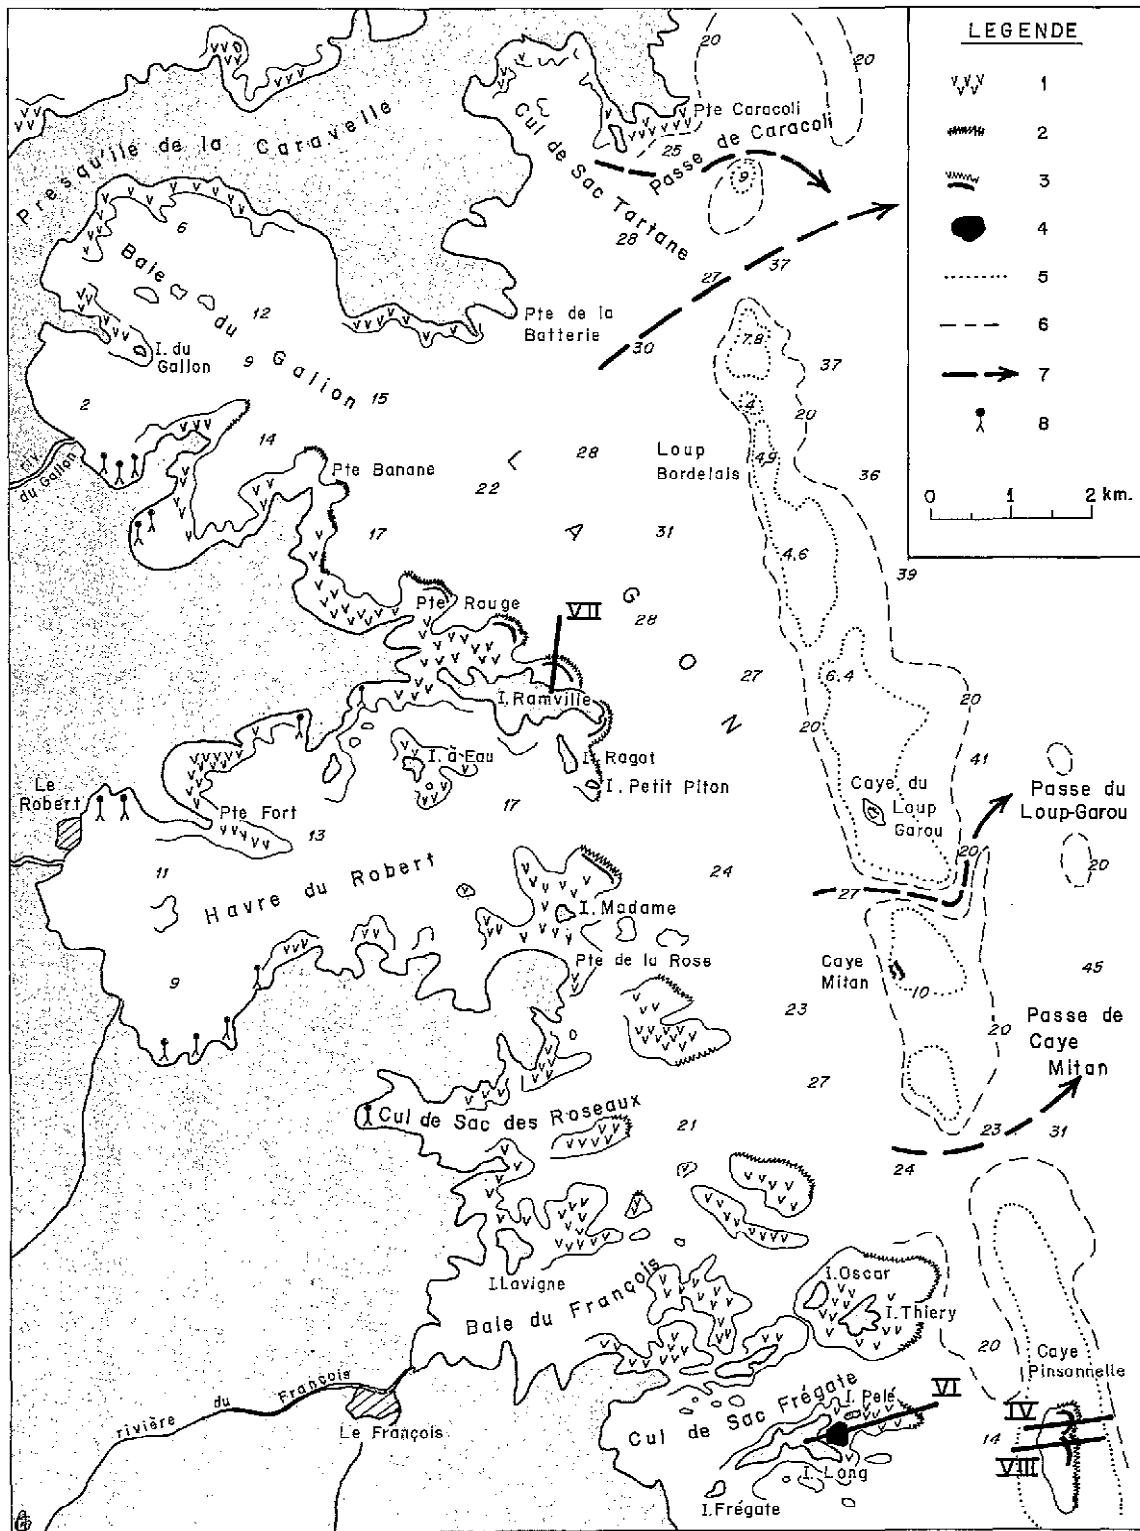 LEGENDE
1
2
3
4
5
6
7
8
0 1 2 km.
20
20
Pte Caracoli
Passe de Caracoli
25
9
Cul de Sac Tartane
28
27
37
30
Presqu'ile de la Caravelle
6
Baie du Galion
12
9
15
I. du
Gallon
2
14
riv. du Gallon
Pte de la
Batterie
7,8
37
4
20
Loup
Bordelais
4,9
28
36
22
Pte Banane
17
31
4,6
39
LAGON
Pte Rouge
VII
28
27
6.4
20
20
I. Ramville
I. à Eau
I. Ragot
I. Petit Piton
41
Passe du
Loup-Garou
Caye du
Loup
Garou
Le
Robert
Pte Fort
13
17
20
20
11
Havre du Robert
24
27
I. Madame
Caye
Mitan
Pte de la Rose
10
45
9
23
20
Passe de
Caye
Mitan
27
Cul de Sac des Roseaux
21
23
31
24
I. Lavigne
Baie du François
I. Oscar
I. Thiery
20
Caye
Pinsonnelle
rivière du François
Le François
Cul de Sac Frégate
I. Pelé
VI
IV
14
VIII
I. Long
I. Frégate